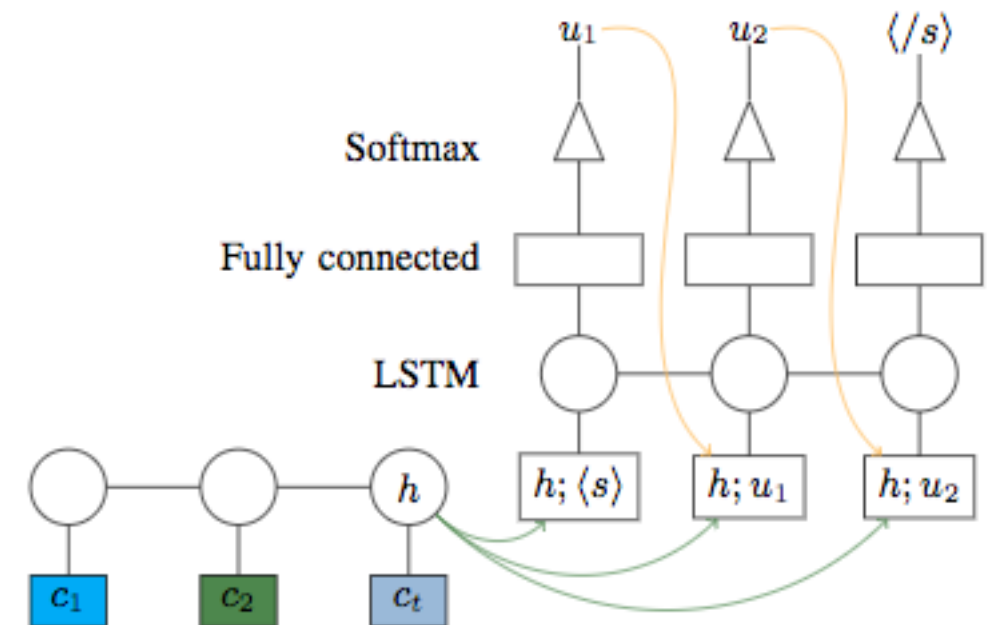 u₁ u₂ ⟨/s⟩
Softmax
Fully connected
LSTM
h h; ⟨s⟩ h; u₁ h; u₂
c₁ c₂ cₜ